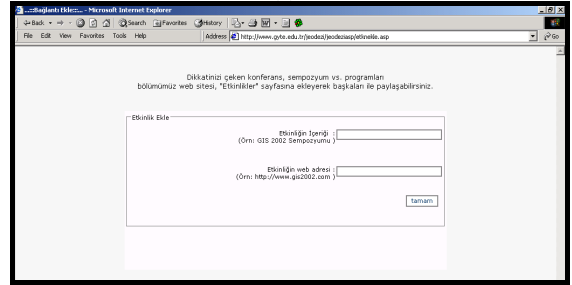 ...::Bağlantı Ekle::... - Microsoft Internet Explorer
Back Search Favorites History
File Edit View Favorites Tools Help Address http://www.gyte.edu.tr/jeodezi/jeodeziasp/etkinekle.asp Go
Dikkatinizi çeken konferans, sempozyum vs. programları
bölümümüz web sitesi, "Etkinlikler" sayfasına ekleyerek başkaları ile paylaşabilirsiniz.
Etkinlik Ekle
Etkinliğin İçeriği :
(Örn: GIS 2002 Sempozyumu )
Etkinliğin web adresi :
(Örn: http://www.gis2002.com )
tamam